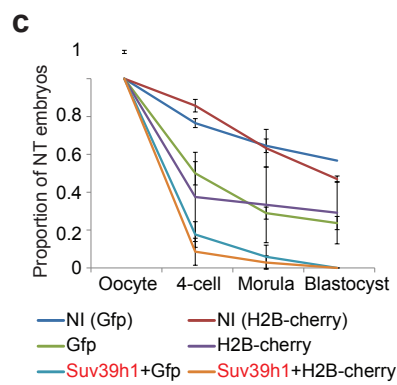 c
Proportion of NT embryos
1
0.8
0.6
0.4
0.2
0
Oocyte 4-cell Morula Blastocyst
NI (Gfp) NI (H2B-cherry)
Gfp H2B-cherry
Suv39h1+Gfp Suv39h1+H2B-cherry